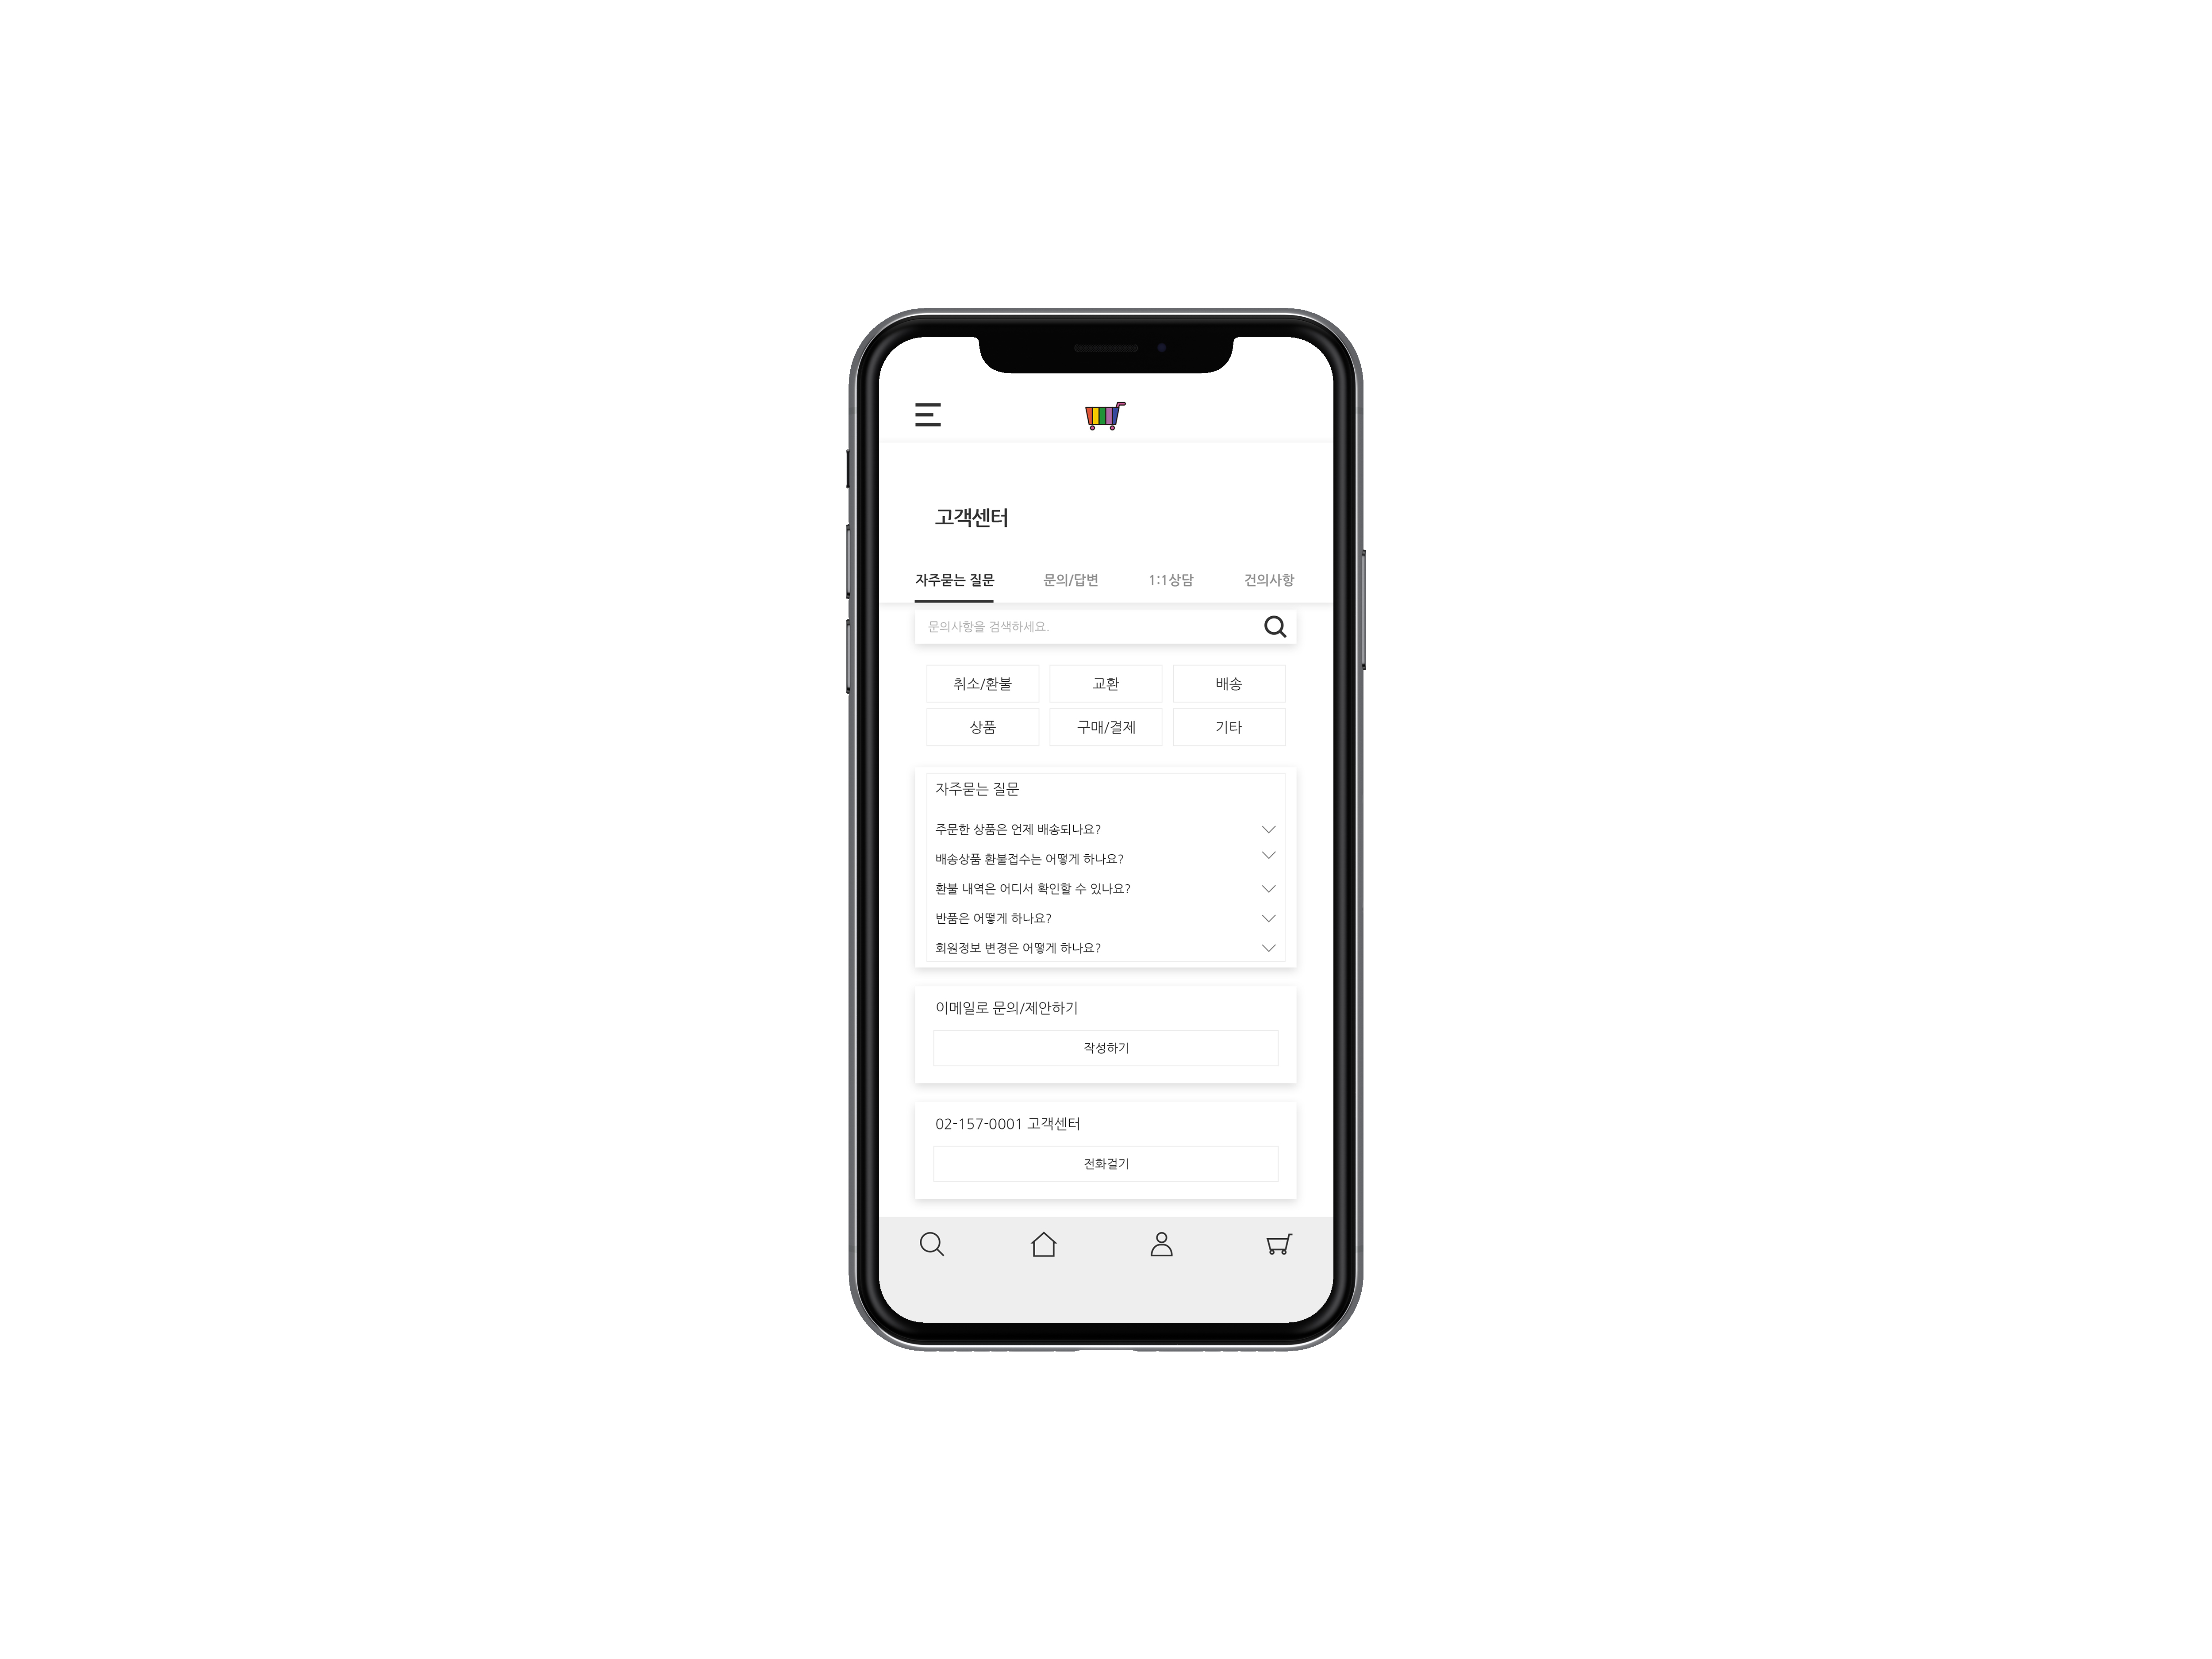 고객센터
자주묻는 질문 문의/답변 1:1상담 건의사항
문의사항을 검색하세요.
취소/환불 교환 배송
상품 구매/결제 기타
자주묻는 질문
주문한 상품은 언제 배송되나요?
배송상품 환불접수는 어떻게 하나요?
환불 내역은 어디서 확인할 수 있나요?
반품은 어떻게 하나요?
회원정보 변경은 어떻게 하나요?
이메일로 문의/제안하기
작성하기
02-157-0001 고객센터
전화걸기